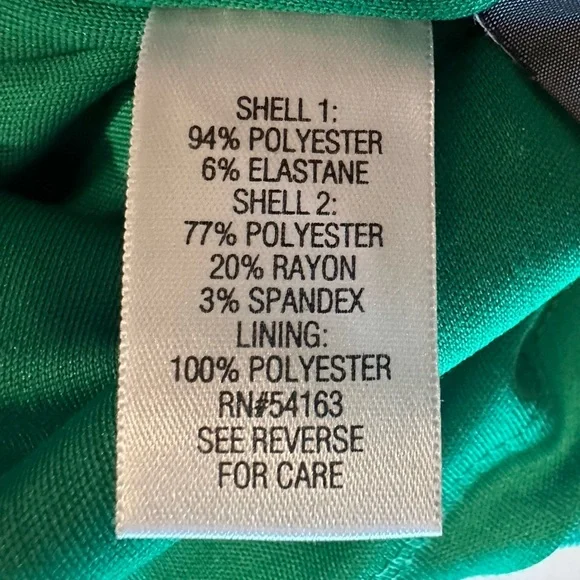 SHELL 1:
94% POLYESTER
6% ELASTANE
SHELL 2:
77% POLYESTER
20% RAYON
3% SPANDEX
LINING:
100% POLYESTER
RN#54163
SEE REVERSE
FOR CARE